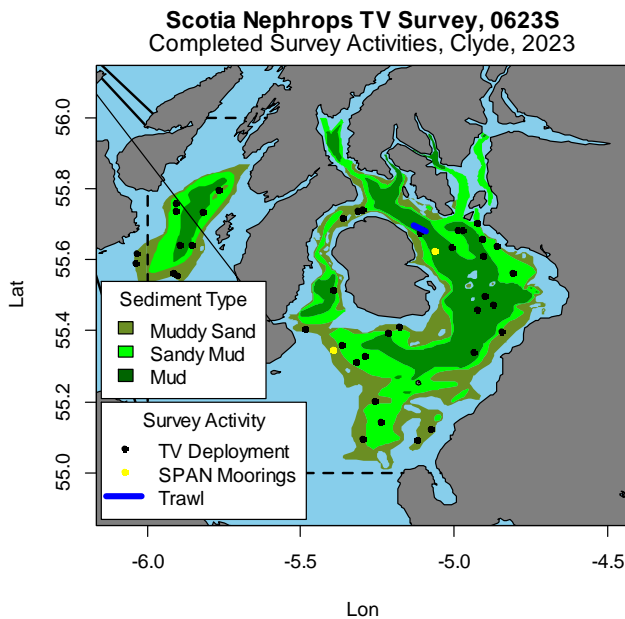 Scotia Nephrops TV Survey, 0623S
Completed Survey Activities, Clyde, 2023
Lat
56.0
55.8
55.6
55.4
55.2
55.0
Sediment Type
Muddy Sand
Sandy Mud
Mud
Survey Activity
TV Deployment
SPAN Moorings
Trawl
-6.0
-5.5
-5.0
-4.5
Lon